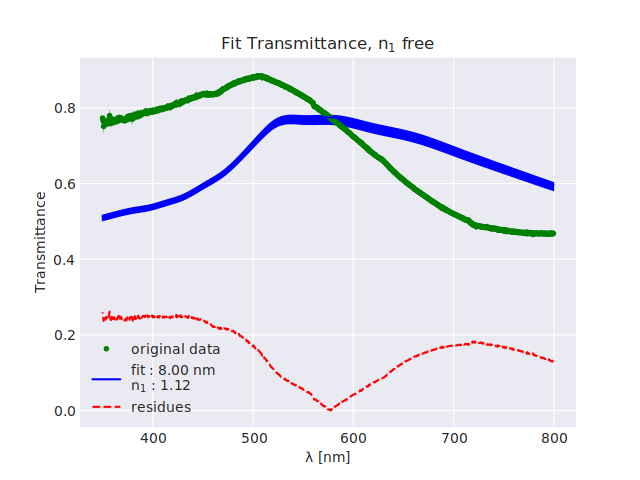 Fit Transmittance, n₁ free
Transmittance
0.8
0.6
0.4
0.2
0.0
original data
fit : 8.00 nm
n₁ : 1.12
residues
400 500 600 700 800
λ [nm]